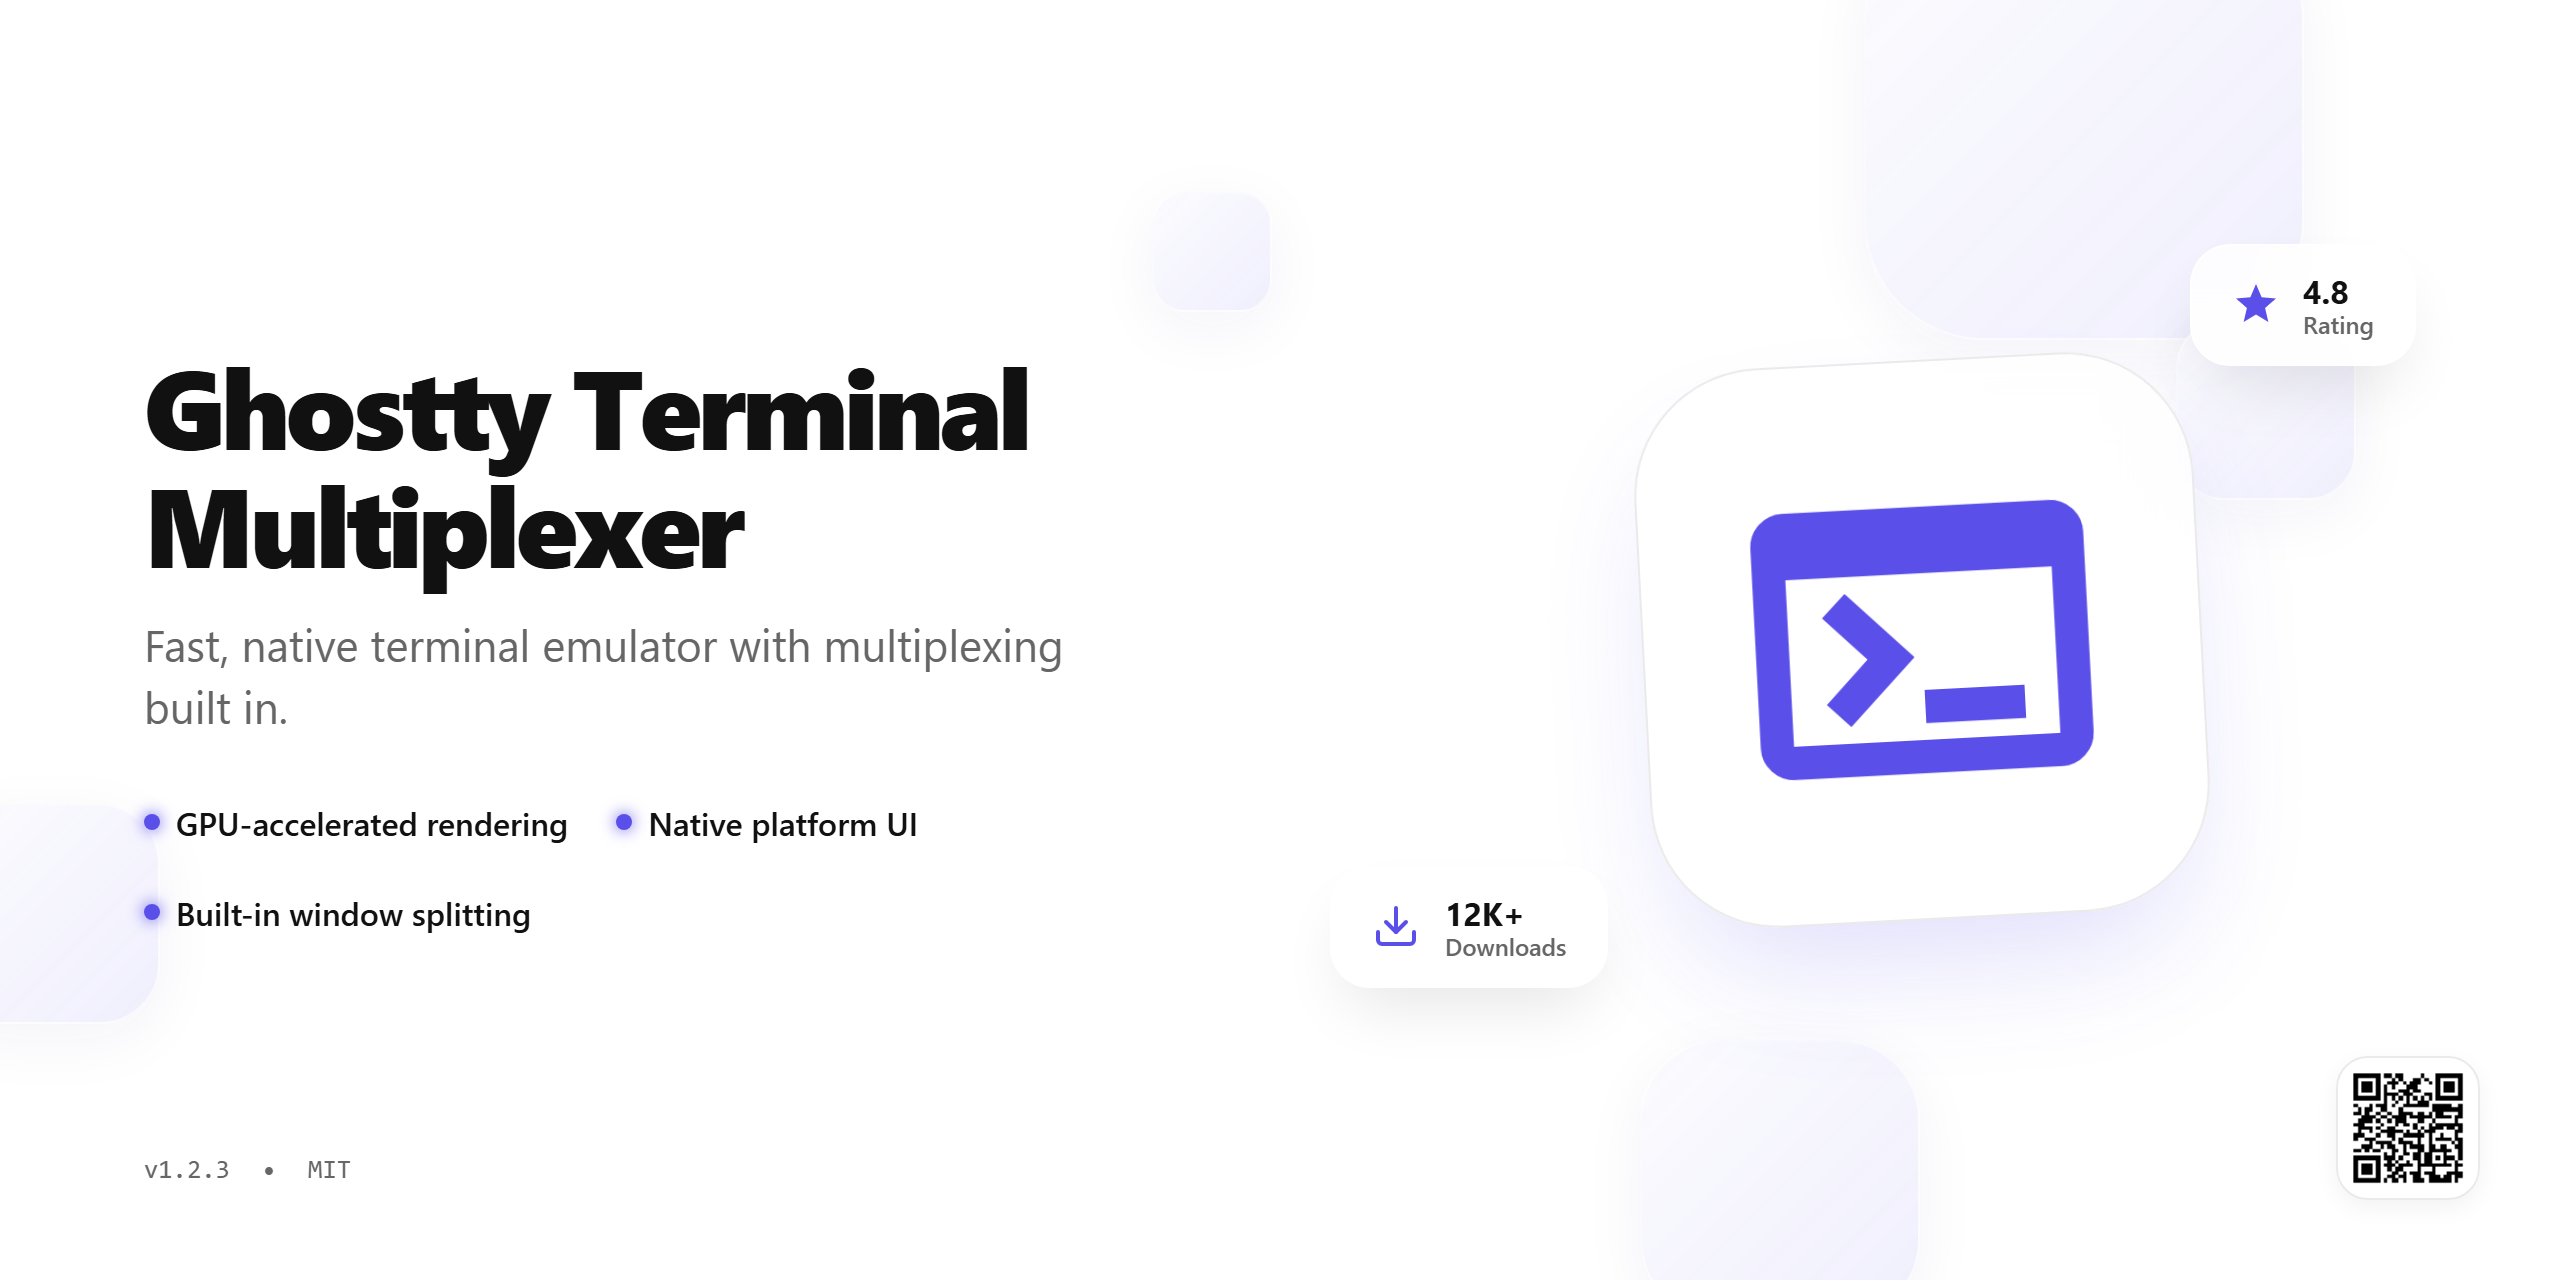 Ghostty Terminal
Multiplexer
Fast, native terminal emulator with multiplexing
built in.
GPU-accelerated rendering
Native platform UI
Built-in window splitting
v1.2.3 • MIT
4.8
Rating
12K+
Downloads